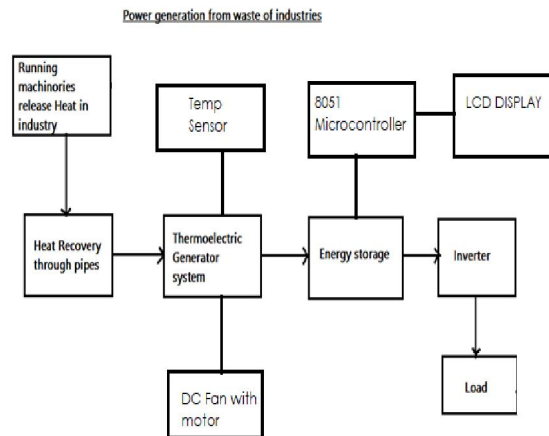 Power generation from waste of industries
Running
machinories
release Heat in
industry
Temp
Sensor
8051
Microcontroller
LCD DISPLAY
Heat Recovery
through pipes
Thermoelectric
Generator
system
Energy storage
Inverter
DC Fan with
motor
Load